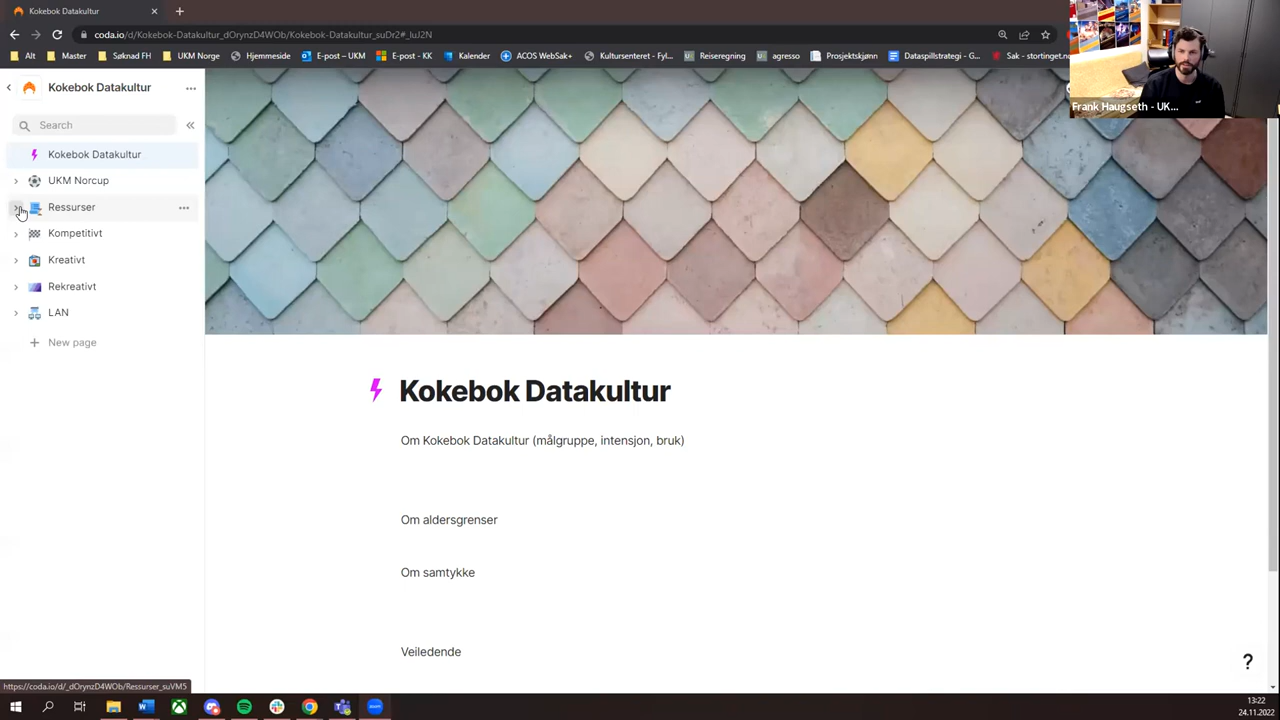 Kokebok Datakultur
coda.io/d/Kokebok-Datakultur_dOrynzD4WOb/Kokebok-Datakultur_suDr2#_luJ2N
Alt
Master
Søknad FH
UKM Norge
Hjemmeside
E-post – UKM
E-post - KK
Kalender
ACOS WebSak+
Kultursenteret - Fyl...
Reiseregning
agresso
Prosjektskjønn
Dataspillstrategi - G...
Sak - stortinget.no
Frank Haugseth - UK...
Kokebok Datakultur
Search
Kokebok Datakultur
UKM Norcup
Ressurser
Kompetitivt
Kreativt
Rekreativt
LAN
New page
Kokebok Datakultur
Om Kokebok Datakultur (målgruppe, intensjon, bruk)
Om aldersgrenser
Om samtykke
Veiledende
?
https://coda.io/d/_dOrynzD4WOb/Ressurser_suVM5
13:22
24.11.2022